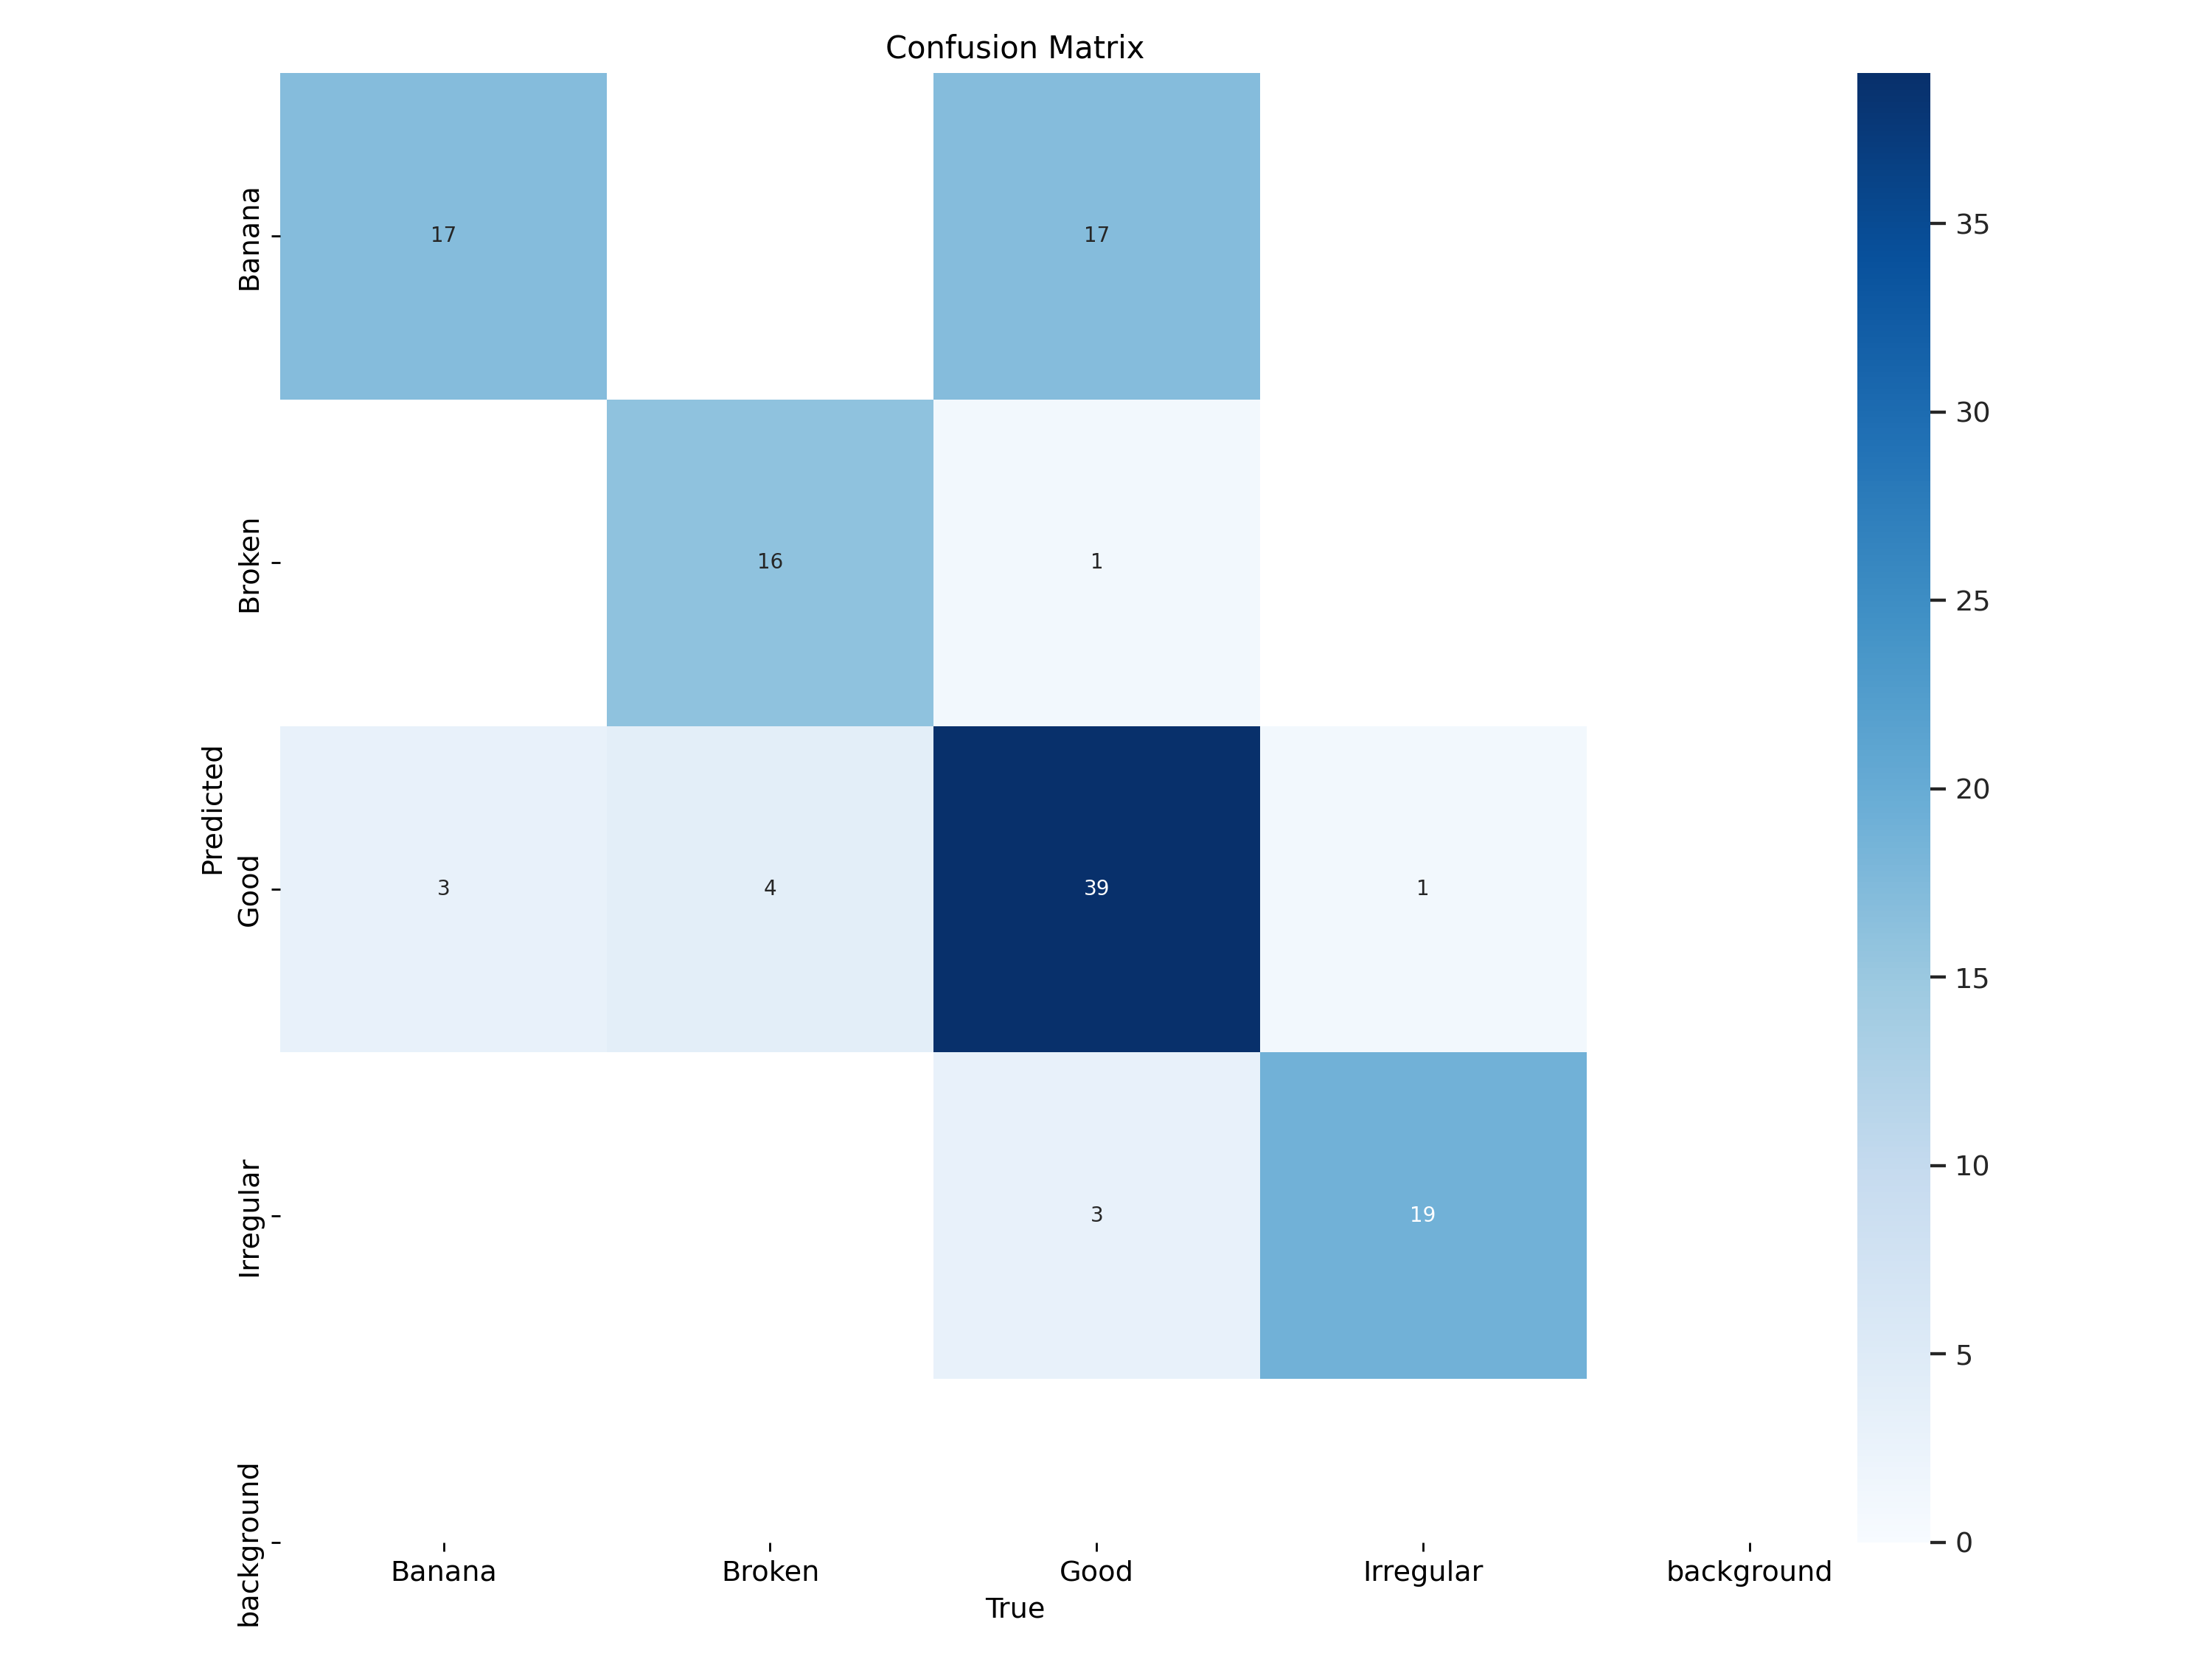 Confusion Matrix
Banana
17
17
35
30
Broken
16
1
25
Predicted
20
Good
3
4
39
1
15
10
Irregular
3
19
5
background
0
Banana
Broken
Good
Irregular
background
True